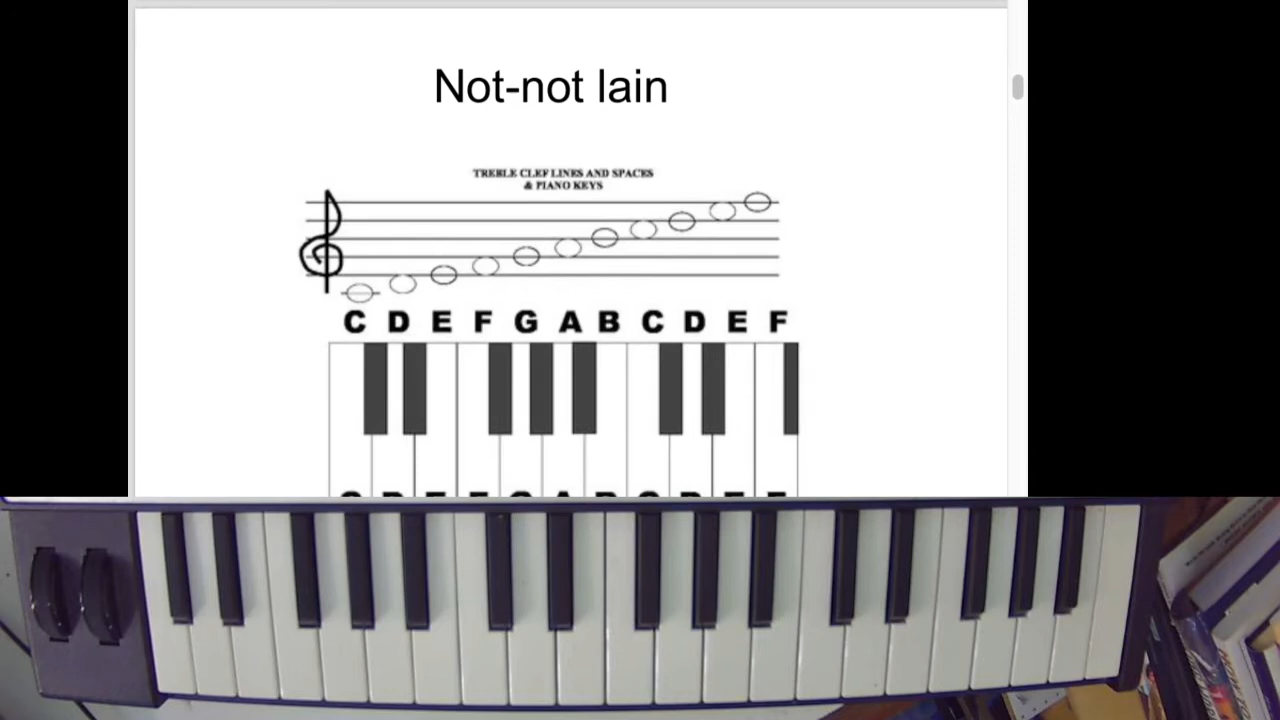 Not-not lain
TREBLE CLEF LINES AND SPACES
& PIANO KEYS
C D E F G A B C D E F